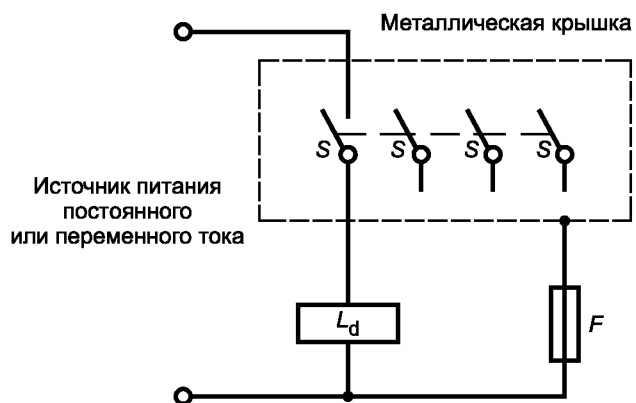 Металлическая крышка
S S S S
Источник питания
постоянного
или переменного тока
Ld
F